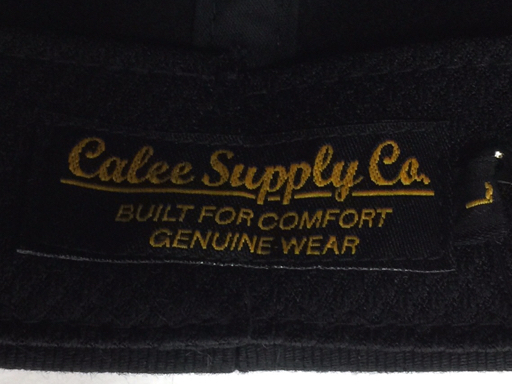 Calee Supply Co.
BUILT FOR COMFORT
GENUINE WEAR
L